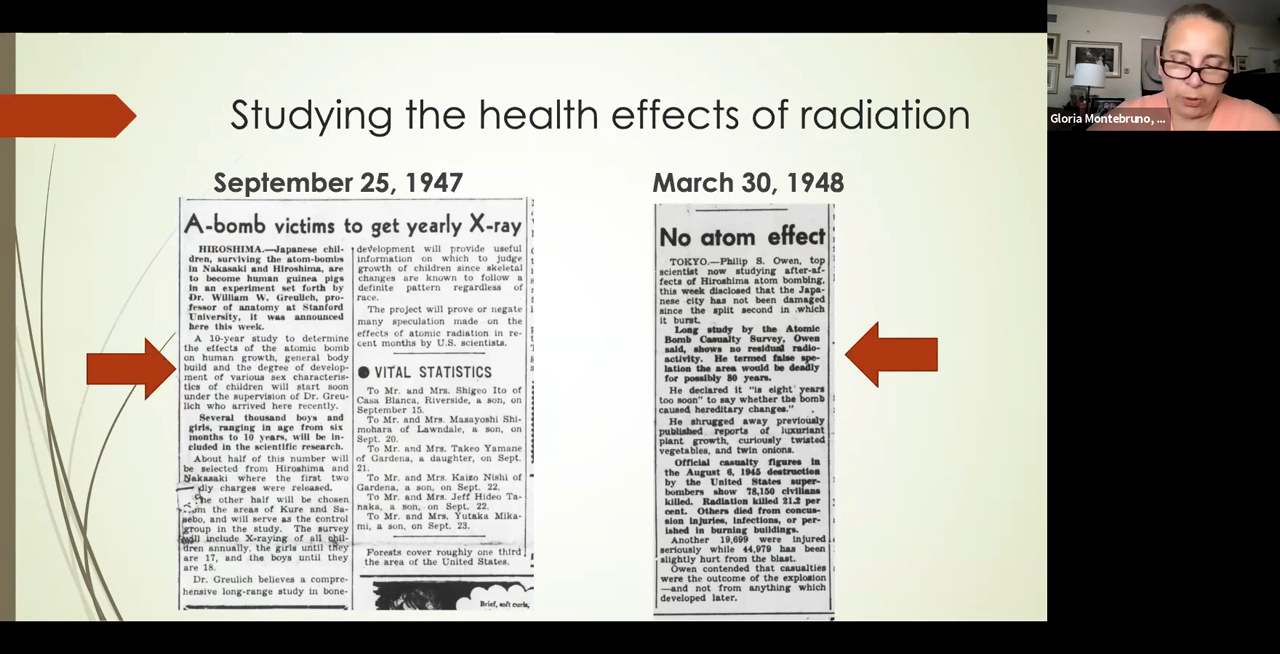 Studying the health effects of radiation
September 25, 1947
A-bomb victims to get yearly X-ray
HIROSHIMA.—Japanese chil-
dren, surviving the atom-bombs
in Nakasaki and Hiroshima, are
to become human guinea pigs
in an experiment set forth by
Dr. William W. Greulich, pro-
fessor of anatomy at Stanford
University, it was announced
here this week.
A 10-year study to determine
the effects of the atomic bomb
on human growth, general body
build and the degree of develop-
ment of various sex characteris-
tics of children will start soon
under the supervision of Dr. Greu-
lich who arrived here recently.
Several thousand boys and
girls, ranging in age from six
months to 10 years, will be in-
cluded in the scientific research.
About half of this number will
be selected from Hiroshima and
Nakasaki where the first two
dly charges were released.
he other half will be chosen
om the areas of Kure and Sa-
sebo, and will serve as the control
group in the study. The survey
will include X-raying of all chil-
dren annually, the girls until they
are 17, and the boys until they
are 18.
Dr. Greulich believes a compre-
hensive long-range study in bone-
development will provide useful
information on which to judge
growth of children since skeletal
changes are known to follow a
definite pattern regardless of
race.
The project will prove or negate
many speculation made on the
effects of atomic radiation in re-
cent months by U.S. scientists.
VITAL STATISTICS
To Mr. and Mrs. Shigeo Ito of
Casa Blanca, Riverside, a son, on
September 15.
To Mr. and Mrs. Masayoshi Shi-
mohara of Lawndale, a son, on
Sept. 20.
To Mr. and Mrs. Takeo Yamane
of Gardena, a daughter, on Sept.
21.
To Mr. and Mrs. Kaizo Nishi of
Gardena, a son, on Sept. 22.
To Mr. and Mrs. Jeff Hideo Ta-
naka, a son, on Sept. 22.
To Mr. and Mrs. Yutaka Mika-
mi, a son, on Sept. 23.
Forests cover roughly one third
the area of the United States.
Brief, soft curls,
March 30, 1948
No atom effect
TOKYO.—Philip S. Owen, top
scientist now studying after-af-
fects of Hiroshima atom bombing,
this week disclosed that the Japa-
nese city has not been damaged
since the split second in which
it burst.
Long study by the Atomic
Bomb Casualty Survey, Owen
said, shows no residual radio-
activity. He termed false spe-
lation the area would be deadly
for possibly 80 years.
He declared it "is eight years
too soon" to say whether the bomb
caused hereditary changes."
He shrugged away previously
published reports of luxuriant
plant growth, curiously twisted
vegetables, and twin onions.
Official casualty figures in
the August 6, 1945 destruction
by the United States super-
bombers show 78,150 civilians
killed. Radiation killed 21.2 per
cent. Others died from concus-
sion injuries, infections, or per-
ished in burning buildings.
Another 19,699 were injured
seriously while 44,979 has been
slightly hurt from the blast.
Owen contended that casualties
were the outcome of the explosion
—and not from anything which
developed later.
Gloria Montebruno, ...